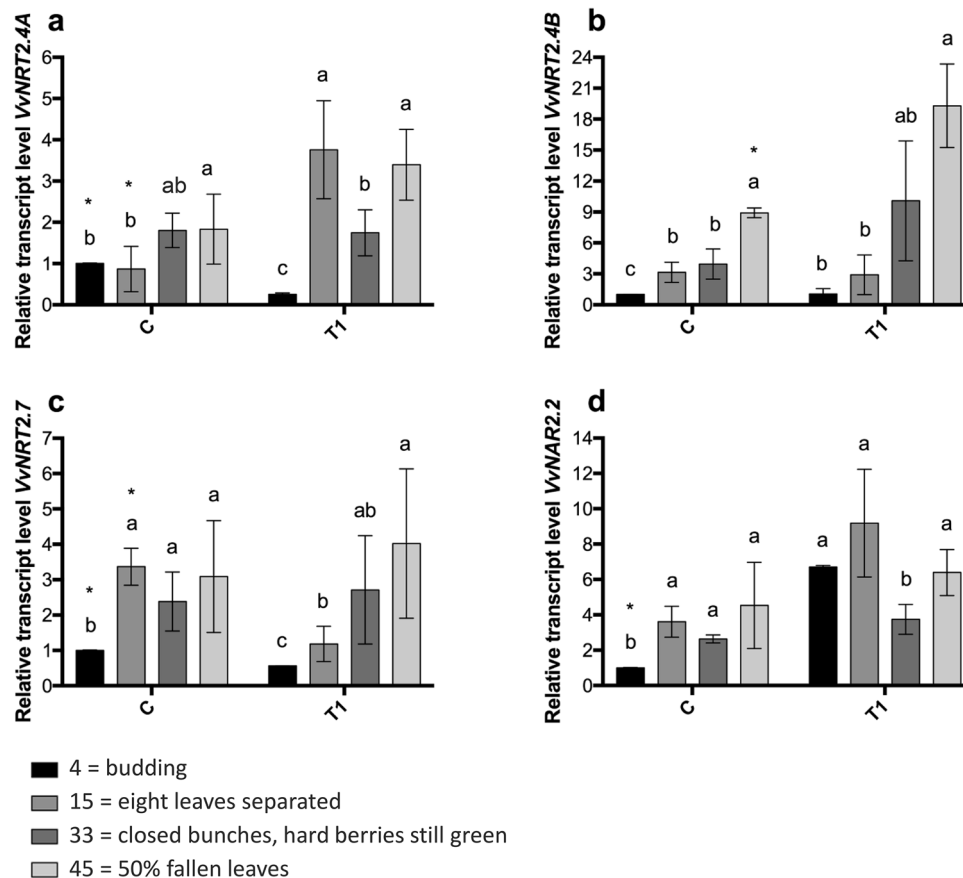 a
Relative transcript level VvNRT2.4A
6
5
4
3
2
1
0
* * ab a a a
b b c b
C T1
b
Relative transcript level VvNRT2.4B
24
21
18
15
12
9
6
3
0
* a
c b b a b b ab
C T1
c
Relative transcript level VvNRT2.7
7
6
5
4
3
2
1
0
* * a a
b a a c b ab
C T1
d
Relative transcript level VvNAR2.2
14
12
10
8
6
4
2
0
* a a a
b a a a b a
C T1
4 = budding
15 = eight leaves separated
33 = closed bunches, hard berries still green
45 = 50% fallen leaves